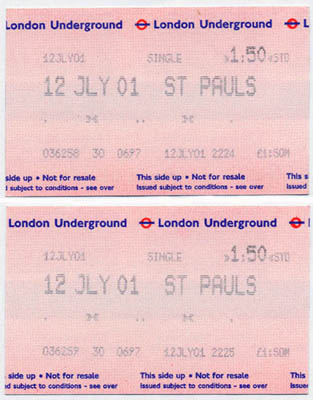 London Underground London Underground L
12JLY01 SINGLE »1·50«STD
12 JLY 01 ST PAULS
036258 30 0697 12JLY01 2224 £1:50M
side up • Not for resale This side up • Not for resale This
d subject to conditions - see over Issued subject to conditions - see over Issued
London Underground London Underground L
12JLY01 SINGLE »1·50«STD
12 JLY 01 ST PAULS
036259 30 0697 12JLY01 2225 £1:50M
This side up • Not for resale This side up • Not for resale This
d subject to conditions - see over Issued subject to conditions - see over Issued